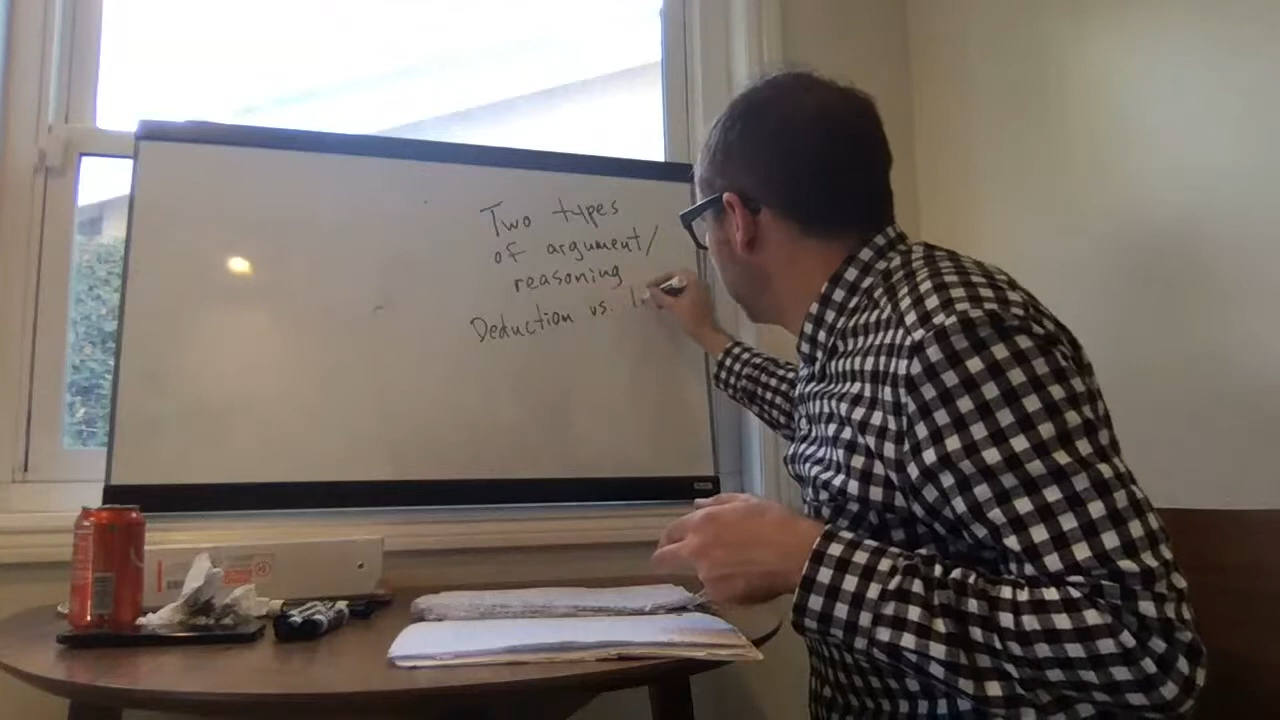 Two types
of argument/
reasoning
Deduction vs. I